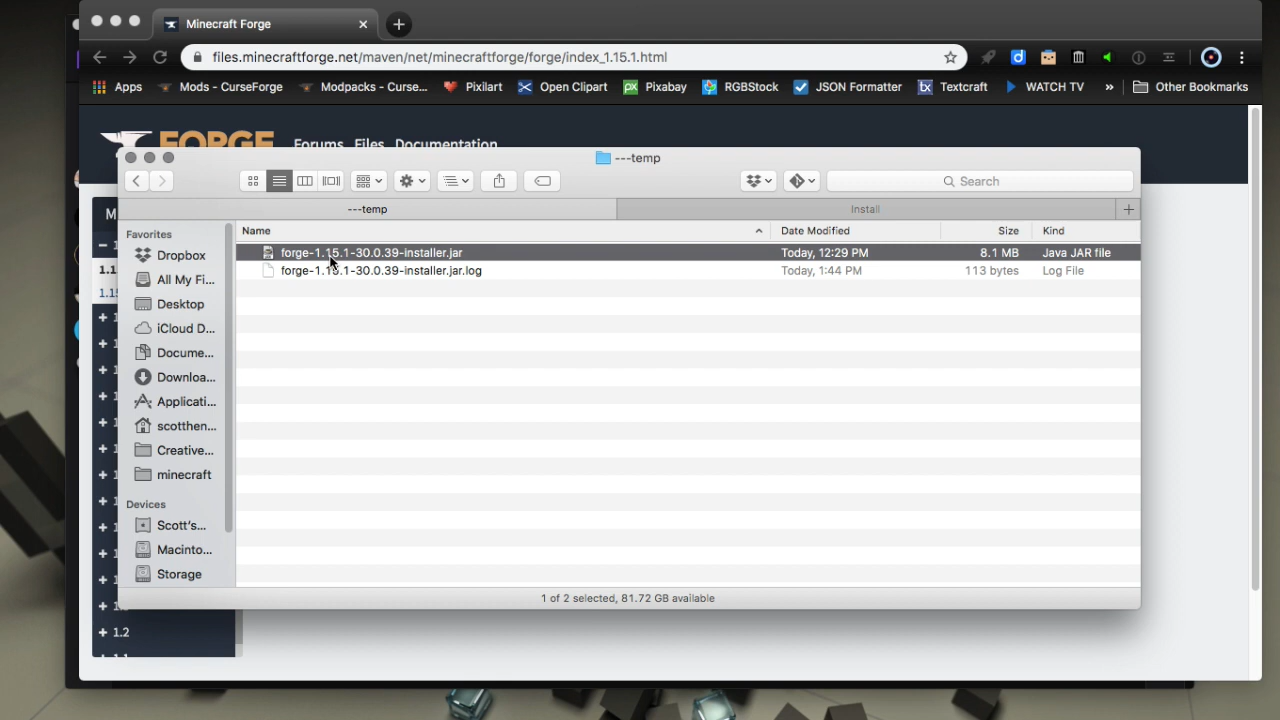 Minecraft Forge
files.minecraftforge.net/maven/net/minecraftforge/forge/index_1.15.1.html
Apps
Mods - CurseForge
Modpacks - Curse...
Pixilart
Open Clipart
px
Pixabay
RGBStock
JSON Formatter
tx
Textcraft
WATCH TV
»
Other Bookmarks
FORGE
Forums Files Documentation
---temp
Search
---temp
Install
M
Favorites
Dropbox
All My Fi...
Desktop
iCloud D...
Docume...
Downloa...
Applicati...
scotthen...
Creative...
minecraft
Devices
Scott's...
Macinto...
Storage
Name
Date Modified
Size
Kind
forge-1.15.1-30.0.39-installer.jar
Today, 12:29 PM
8.1 MB
Java JAR file
forge-1.15.1-30.0.39-installer.jar.log
Today, 1:44 PM
113 bytes
Log File
1 of 2 selected, 81.72 GB available
1.2